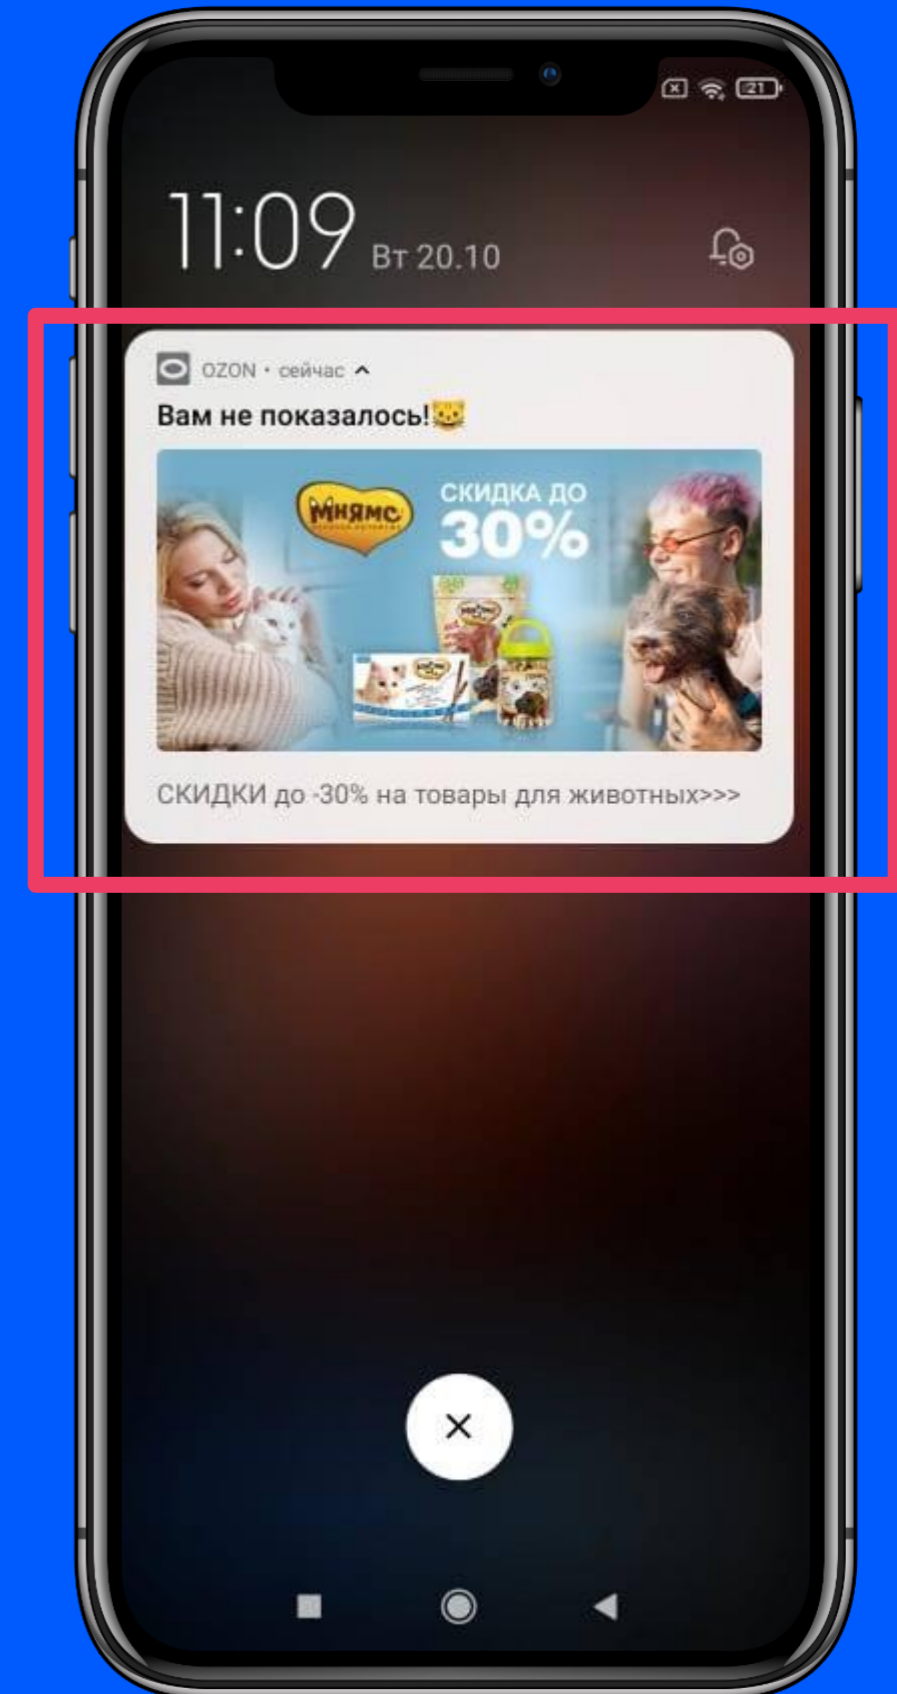 21
11:09 Вт 20.10
OZON • сейчас
Вам не показалось!😺
Мнямс
СКИДКА ДО
30%
СКИДКИ до -30% на товары для животных>>>